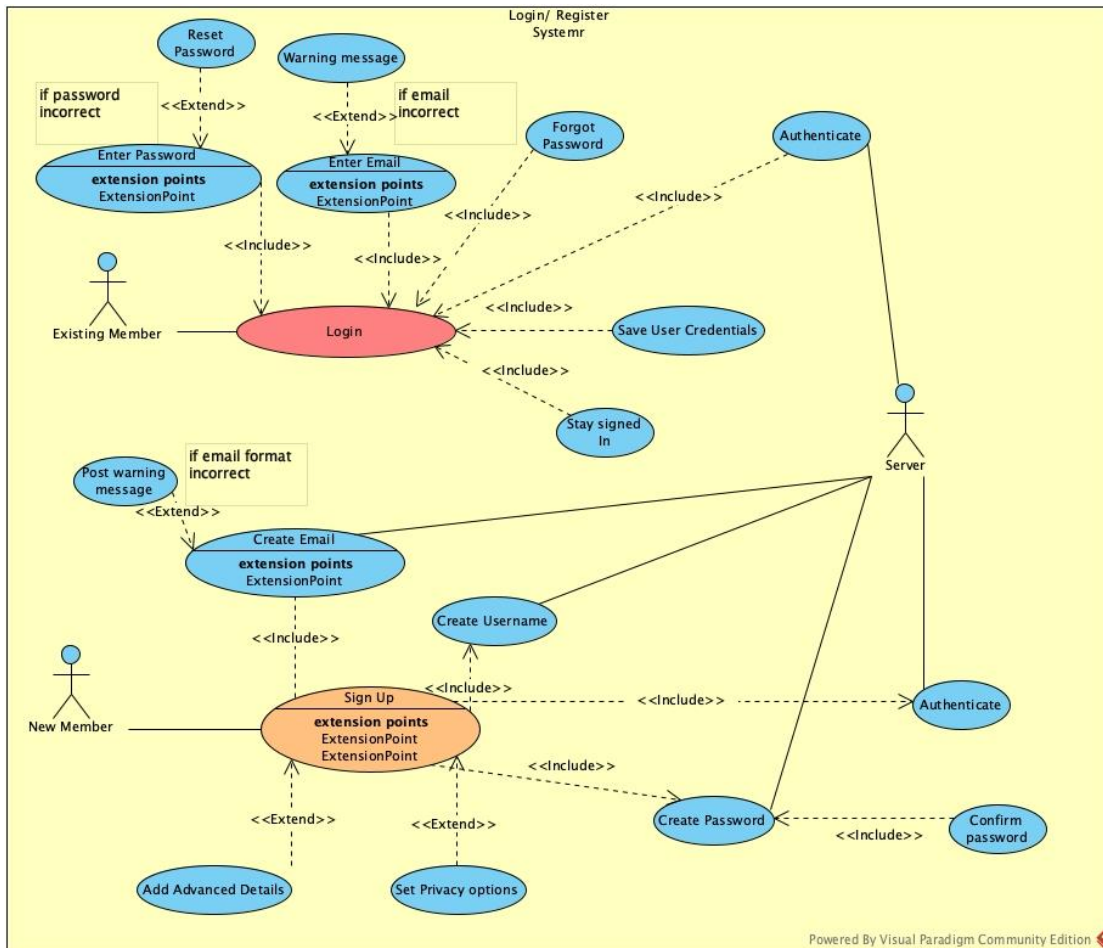 Login/ Register
Systemr
Reset
Password
Warning message
if password
incorrect
<<Extend>>
<<Extend>>
if email
incorrect
Forgot
Password
Authenticate
Enter Password
extension points
ExtensionPoint
Enter Email
extension points
ExtensionPoint
<<Include>>
<<Include>>
<<Include>>
<<Include>>
Existing Member
Login
<<Include>>
Save User Credentials
<<Include>>
Stay signed
In
Server
Post warning
message
if email format
incorrect
<<Extend>>
Create Email
extension points
ExtensionPoint
<<Include>>
Create Username
New Member
Sign Up
extension points
ExtensionPoint
ExtensionPoint
<<Include>>
<<Include>>
Authenticate
<<Include>>
Create Password
<<Include>>
Confirm
password
<<Extend>>
<<Extend>>
Add Advanced Details
Set Privacy options
Powered By Visual Paradigm Community Edition